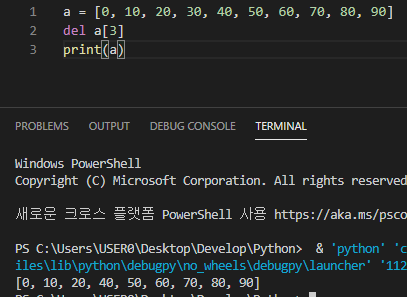 1 a = [0, 10, 20, 30, 40, 50, 60, 70, 80, 90]
2 del a[3]
3 print(a)
PROBLEMS OUTPUT DEBUG CONSOLE TERMINAL
Windows PowerShell
Copyright (C) Microsoft Corporation. All rights reserved
새로운 크로스 플랫폼 PowerShell 사용 https://aka.ms/psco
PS C:\Users\USER0\Desktop\Develop\Python> & 'python' 'c
iles\lib\python\debugpy\no_wheels\debugpy\launcher' '112
[0, 10, 20, 40, 50, 60, 70, 80, 90]
PS C:\Users\USER0\Desktop\Develop\Python>